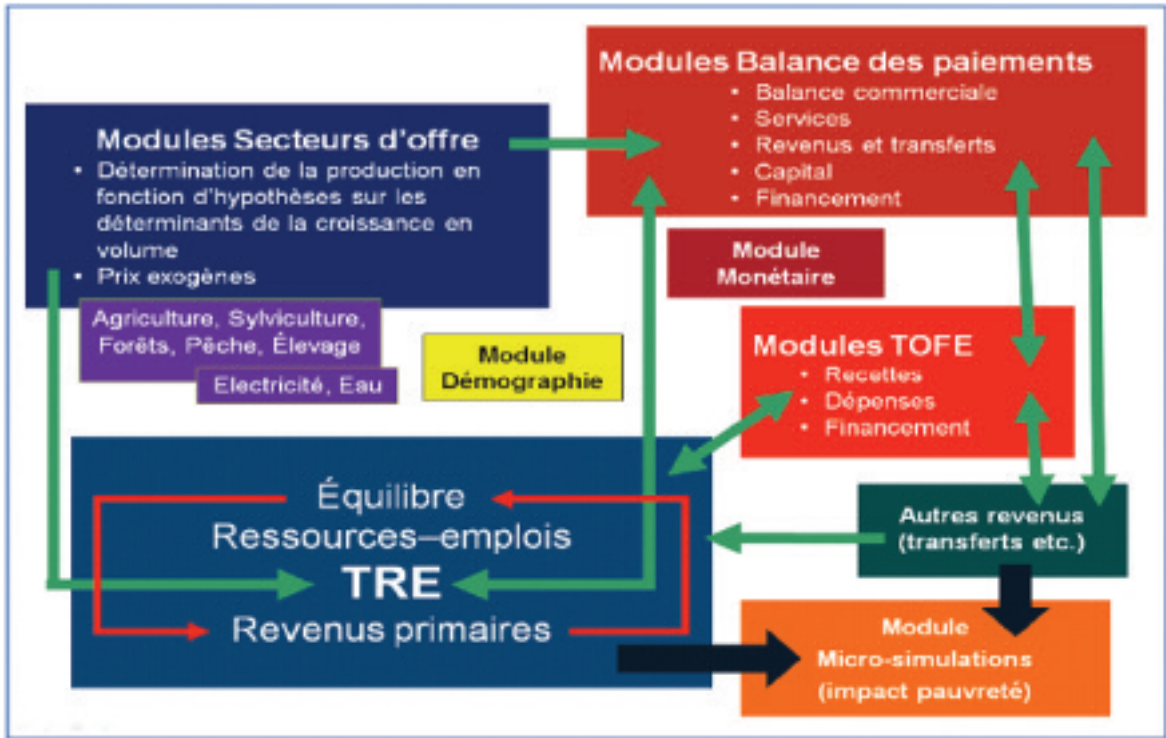 Modules Balance des paiements
• Balance commerciale
• Services
• Revenus et transferts
• Capital
• Financement
Modules Secteurs d'offre
• Détermination de la production en
fonction d'hypothèses sur les
déterminants de la croissance en
volume
• Prix exogènes
Module
Monétaire
Agriculture, Sylviculture,
Forêts, Pêche, Élevage
Electricité, Eau
Module
Démographie
Modules TOFE
• Recettes
• Dépenses
• Financement
Équilibre
Ressources–emplois
TRE
Revenus primaires
Autres revenus
(transferts etc.)
Module
Micro-simulations
(impact pauvreté)